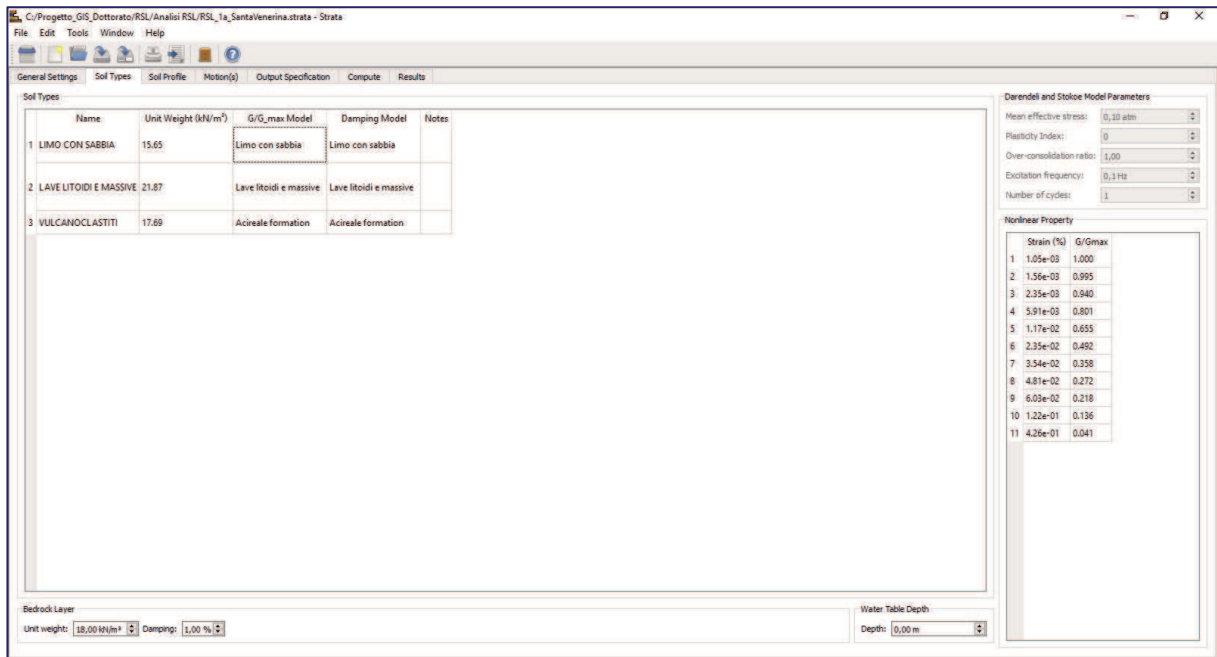 C:/Progetto_GIS_Dottorato/RSL/Analisi RSL/RSL_1a_SantaVenerina.strata - Strata
File Edit Tools Window Help
General Settings Soil Types Soil Profile Motion(s) Output Specification Compute Results
Soil Types
Name Unit Weight (kN/m³) G/G_max Model Damping Model Notes
1 LIMO CON SABBIA 15.65 Limo con sabbia Limo con sabbia
2 LAVE LITOIDI E MASSIVE 21.87 Lave litoidi e massive Lave litoidi e massive
3 VULCANOCLASTITI 17.69 Acireale formation Acireale formation
Darendeli and Stokoe Model Parameters
Mean effective stress: 0,10 atm
Plasticity Index: 0
Over-consolidation ratio: 1,00
Excitation frequency: 0,1 Hz
Number of cycles: 1
Nonlinear Property
Strain (%) G/Gmax
1 1.05e-03 1.000
2 1.56e-03 0.995
3 2.35e-03 0.940
4 5.91e-03 0.801
5 1.17e-02 0.655
6 2.35e-02 0.492
7 3.54e-02 0.358
8 4.81e-02 0.272
9 6.03e-02 0.218
10 1.22e-01 0.136
11 4.26e-01 0.041
Bedrock Layer
Unit weight: 18,00 kN/m³ Damping: 1,00 %
Water Table Depth
Depth: 0,00 m